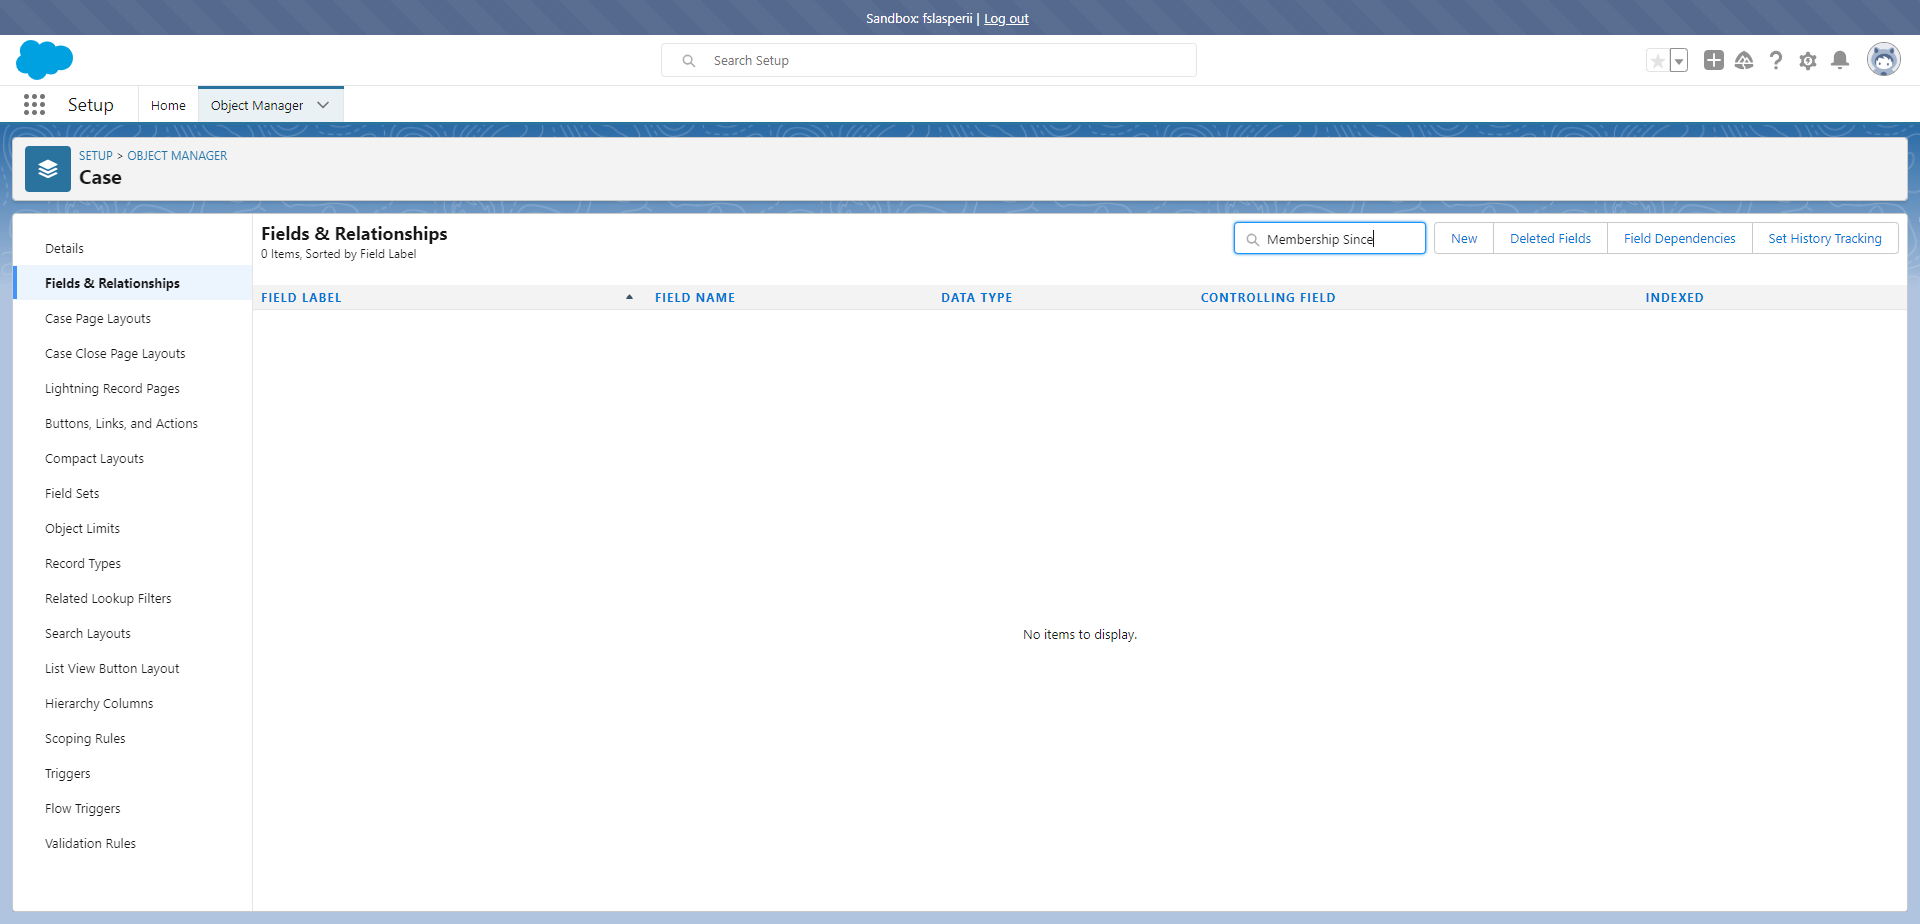 Sandbox: fslasperii | Log out
Search Setup
Setup
Home
Object Manager
SETUP > OBJECT MANAGER
Case
Details
Fields & Relationships
Case Page Layouts
Case Close Page Layouts
Lightning Record Pages
Buttons, Links, and Actions
Compact Layouts
Field Sets
Object Limits
Record Types
Related Lookup Filters
Search Layouts
List View Button Layout
Hierarchy Columns
Scoping Rules
Triggers
Flow Triggers
Validation Rules
Fields & Relationships
0 Items, Sorted by Field Label
Membership Since
New
Deleted Fields
Field Dependencies
Set History Tracking
FIELD LABEL
FIELD NAME
DATA TYPE
CONTROLLING FIELD
INDEXED
No items to display.